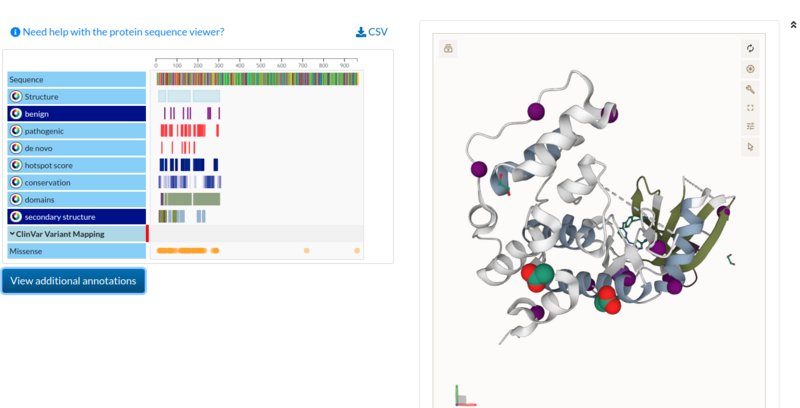 Need help with the protein sequence viewer?
CSV
0 100 200 300 400 500 600 700 800 900
Sequence
Structure
benign
pathogenic
de novo
hotspot score
conservation
domains
secondary structure
ClinVar Variant Mapping
Missense
View additional annotations